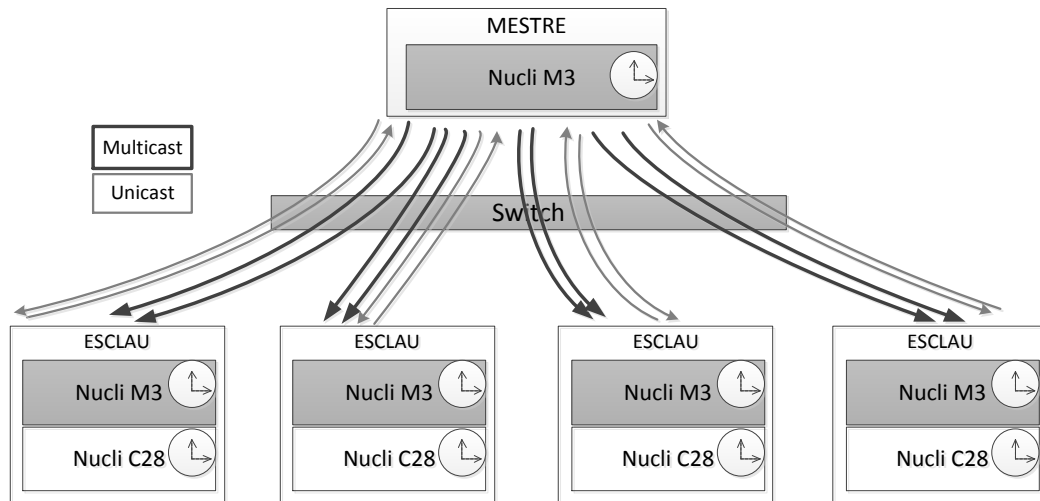 MESTRE
Nucli M3
Multicast
Unicast
Switch
ESCLAU
ESCLAU
ESCLAU
ESCLAU
Nucli M3
Nucli M3
Nucli M3
Nucli M3
Nucli C28
Nucli C28
Nucli C28
Nucli C28